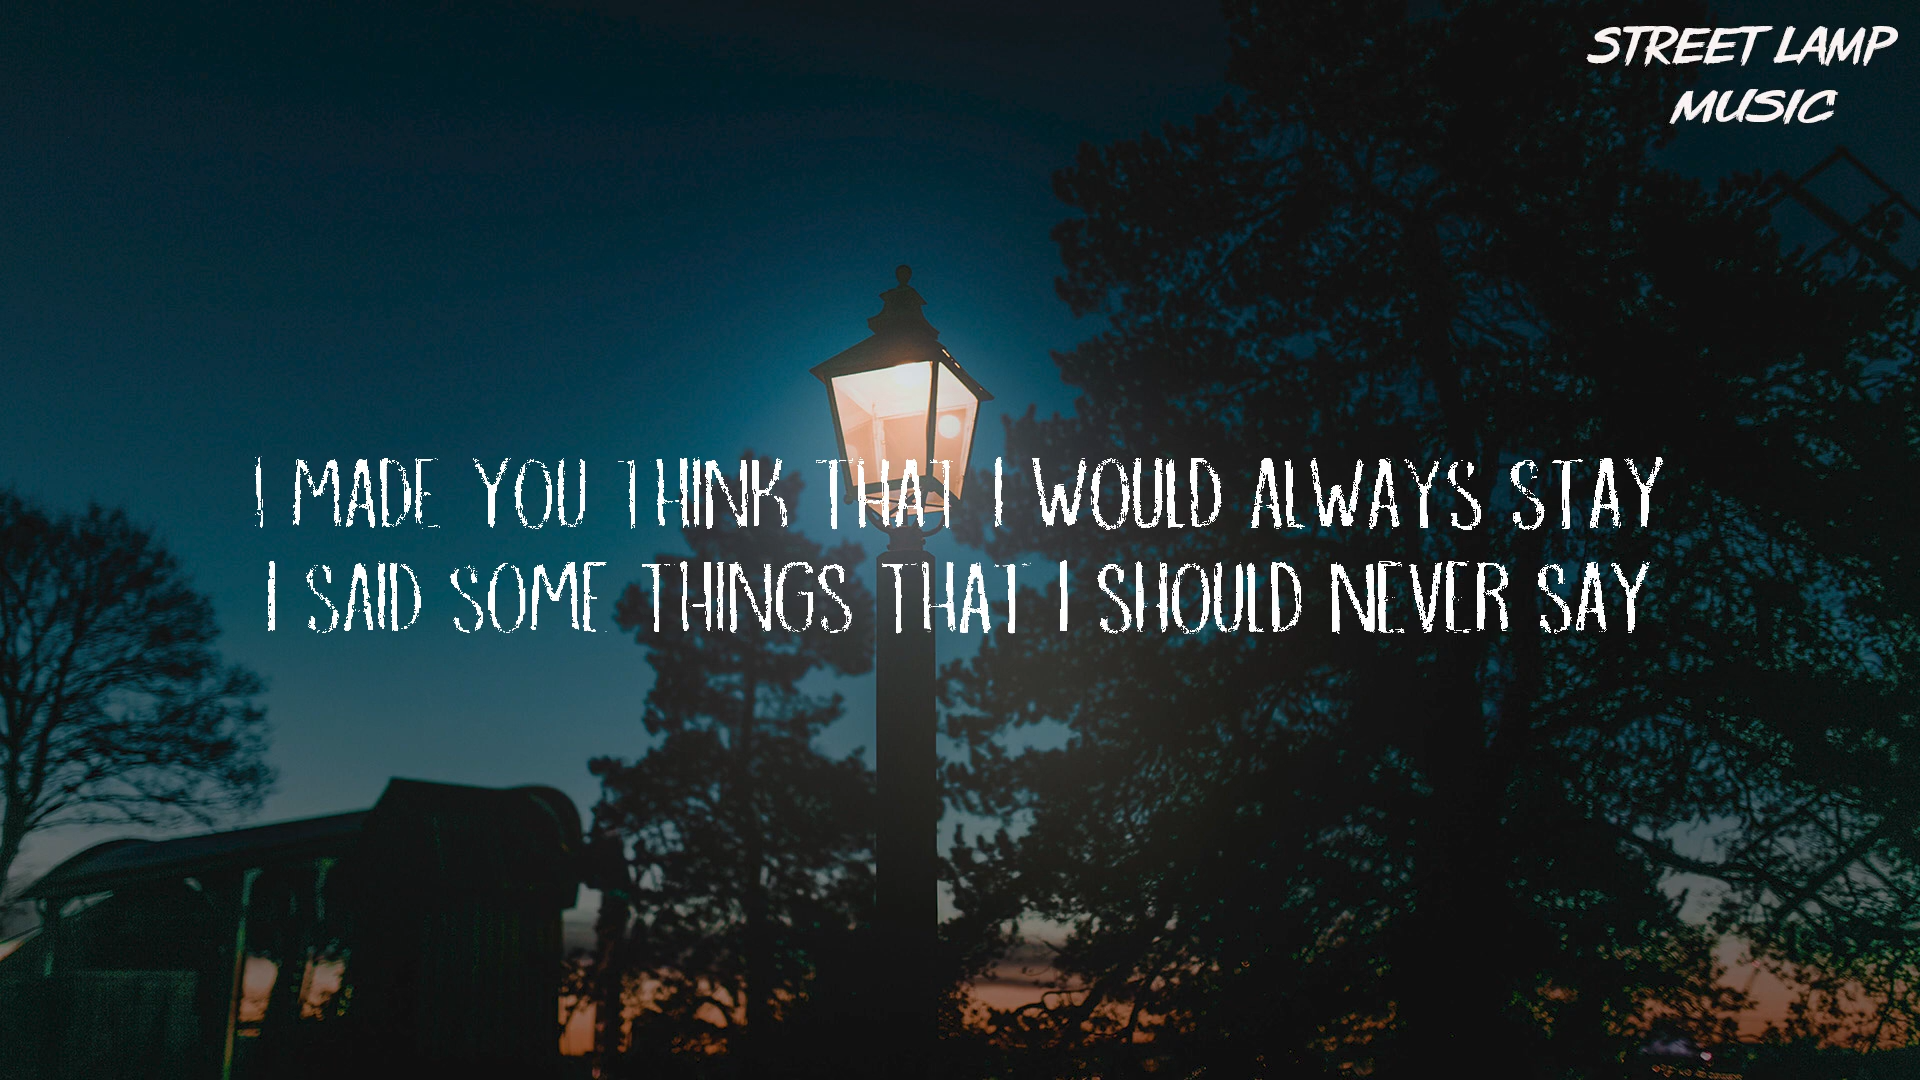 STREET LAMP
MUSIC
I MADE YOU THINK THAT I WOULD ALWAYS STAY
I SAID SOME THINGS THAT I SHOULD NEVER SAY